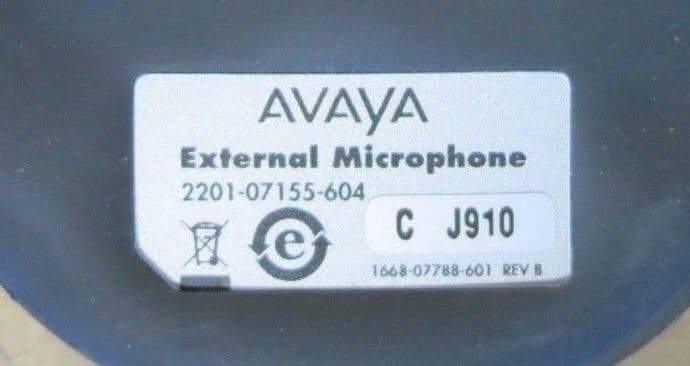 AVAYA
External Microphone
2201-07155-604
C J910
e
1668-07788-601 REV B